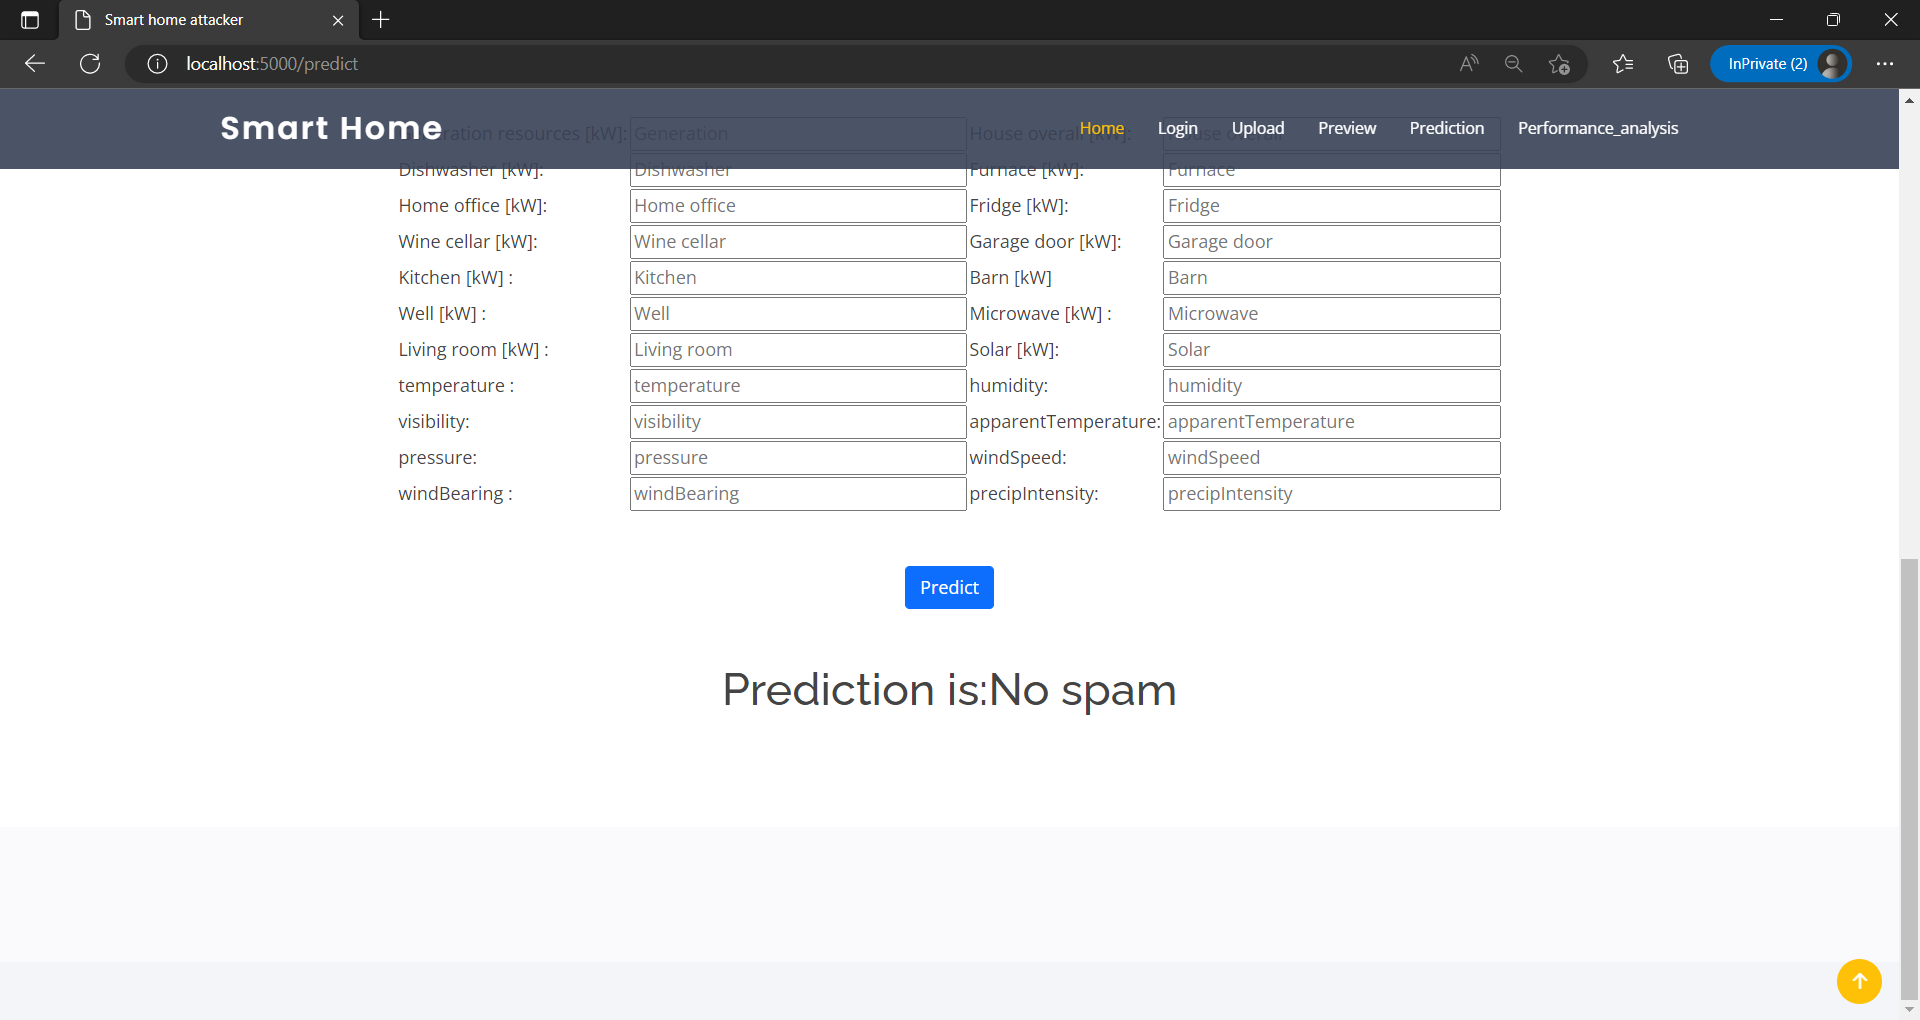 Smart home attacker
localhost:5000/predict
InPrivate (2)
Smart Home
Home Login Upload Preview Prediction Performance_analysis
ration resources [kW]: Generation House overall [kW]:
Dishwasher [kW]: Dishwasher Furnace [kW]: Furnace
Home office [kW]: Home office Fridge [kW]: Fridge
Wine cellar [kW]: Wine cellar Garage door [kW]: Garage door
Kitchen [kW] : Kitchen Barn [kW] Barn
Well [kW] : Well Microwave [kW] : Microwave
Living room [kW] : Living room Solar [kW]: Solar
temperature : temperature humidity: humidity
visibility: visibility apparentTemperature: apparentTemperature
pressure: pressure windSpeed: windSpeed
windBearing : windBearing precipIntensity: precipIntensity
Predict
Prediction is:No spam